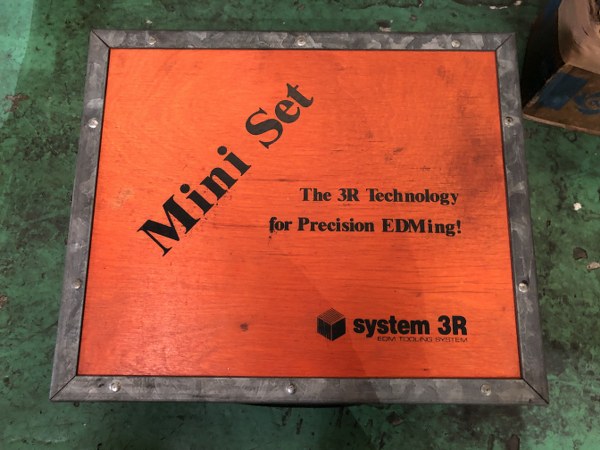 Mini Set
The 3R Technology
for Precision EDMing!
system 3R
EDM TOOLING SYSTEM